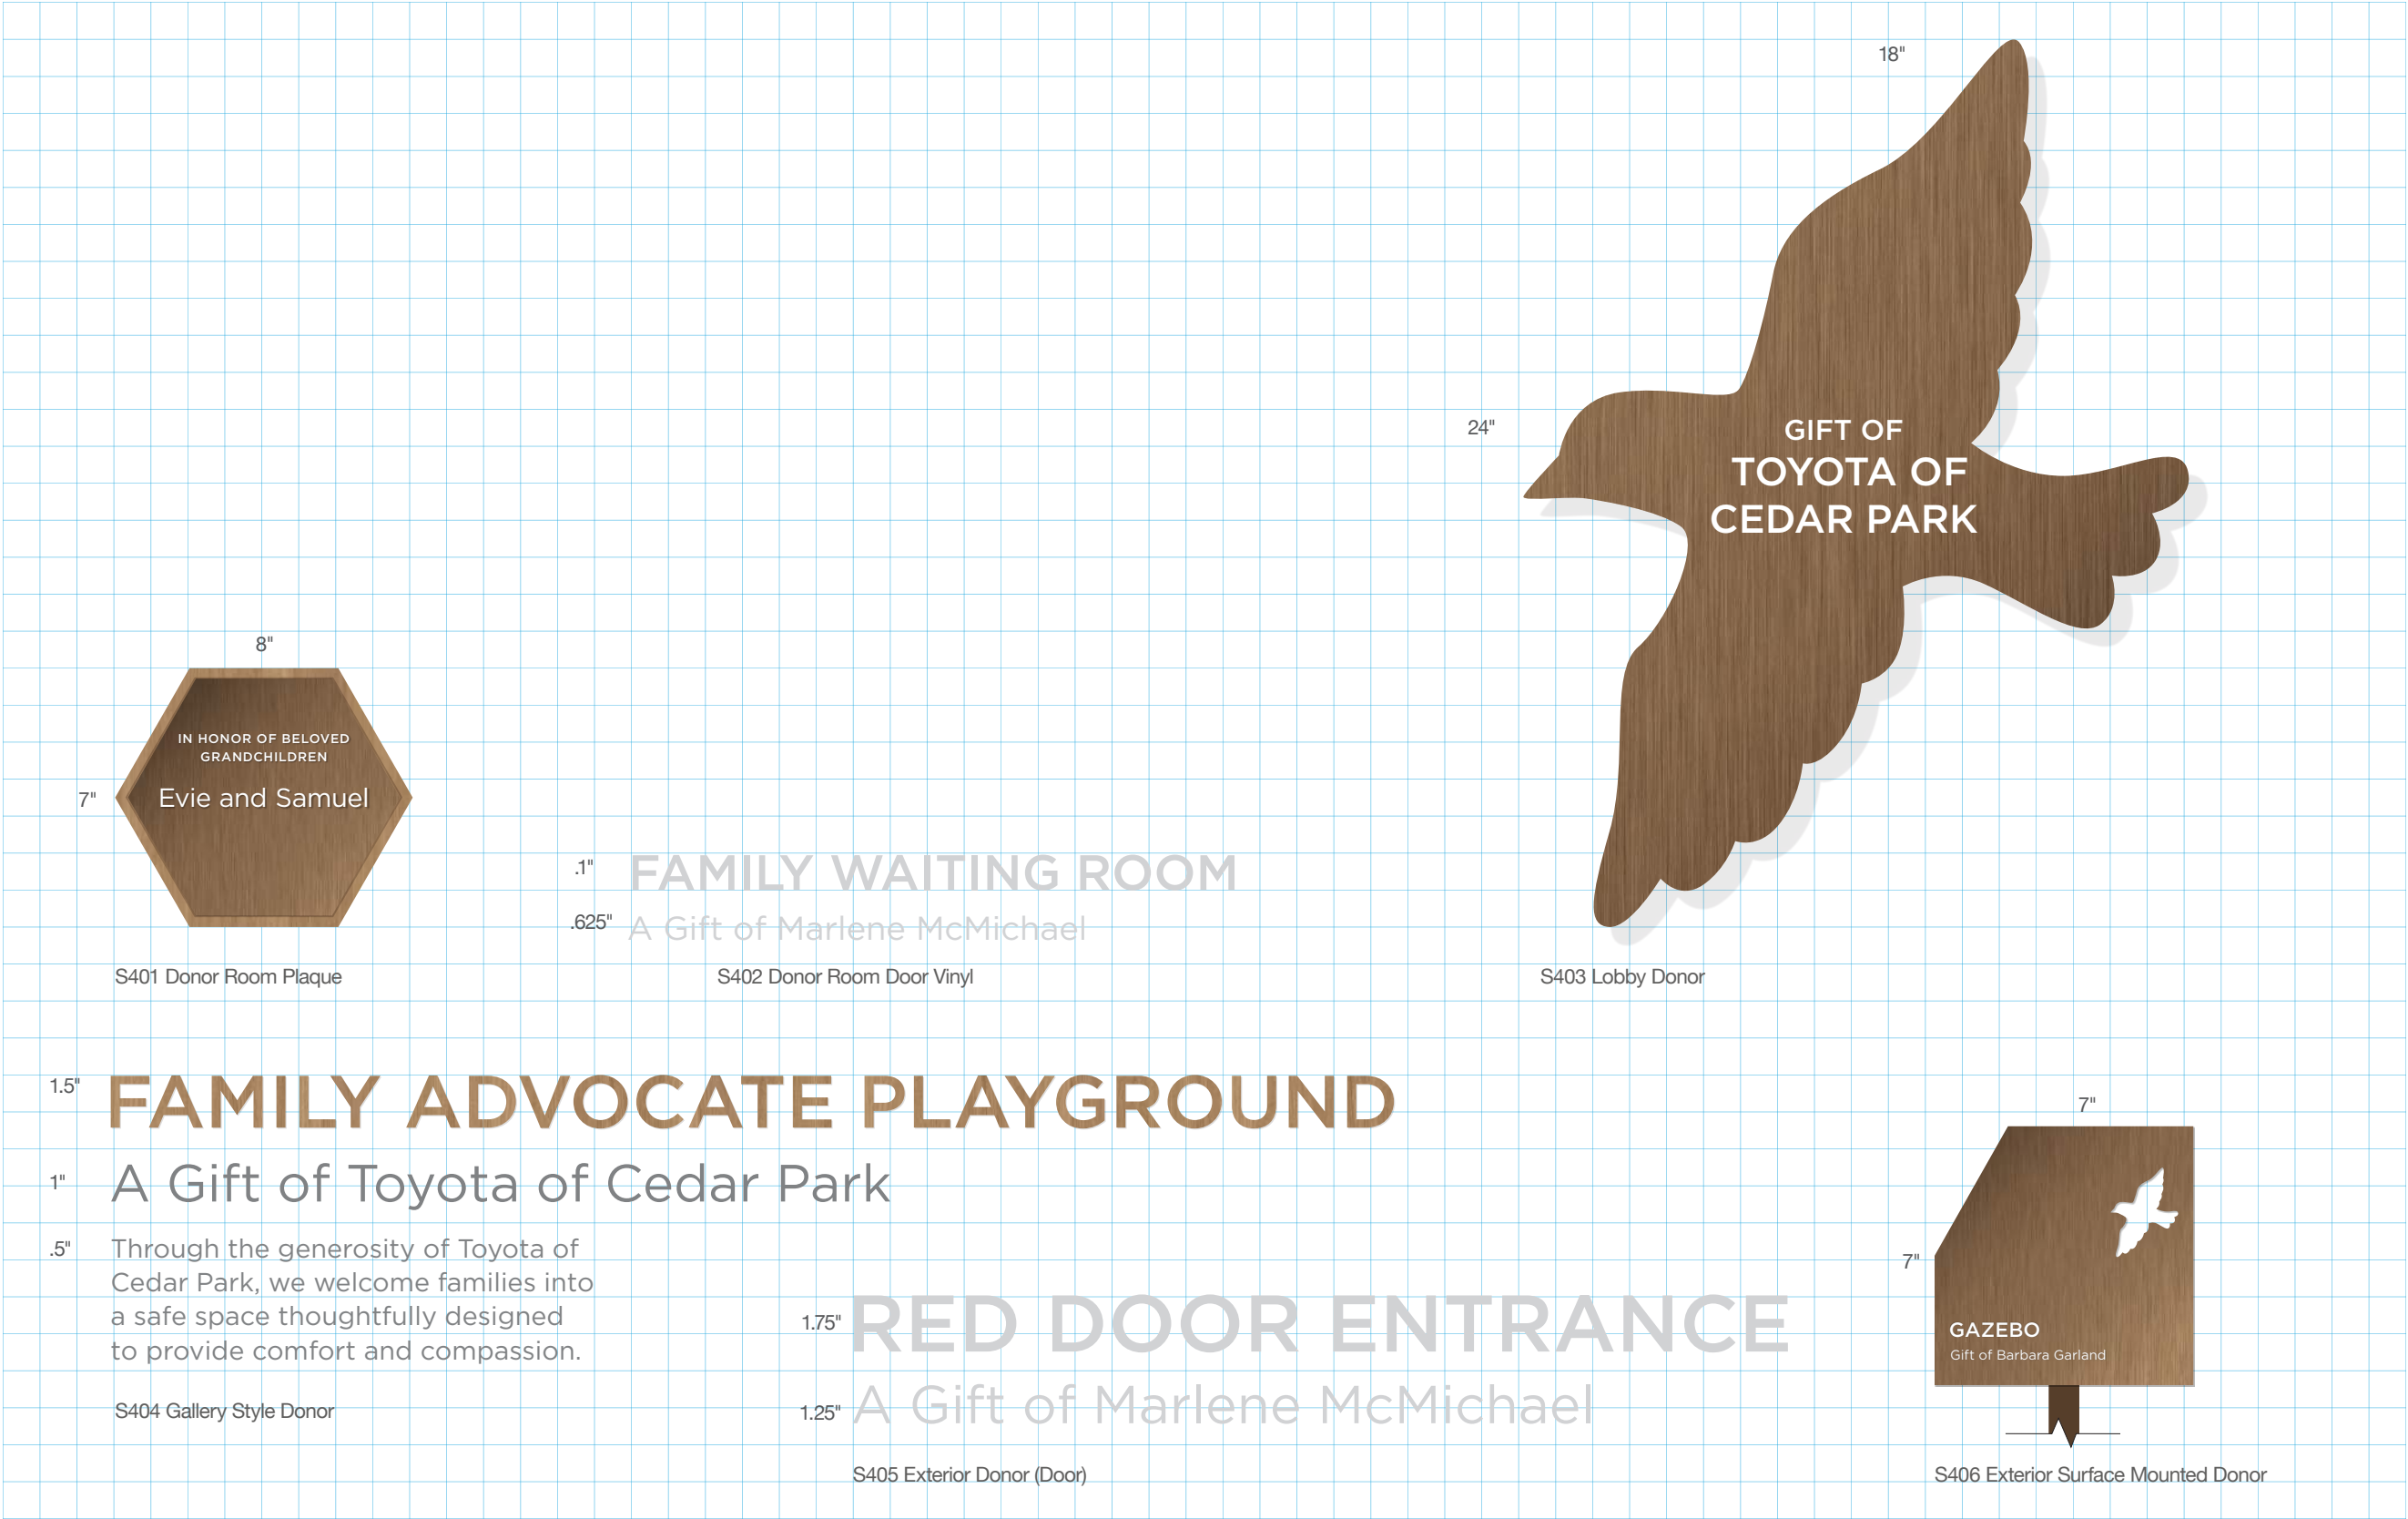 18"
24"
GIFT OF
TOYOTA OF
CEDAR PARK
8"
7"
IN HONOR OF BELOVED
GRANDCHILDREN
Evie and Samuel
.1"
FAMILY WAITING ROOM
.625"
A Gift of Marlene McMichael
S401 Donor Room Plaque
S402 Donor Room Door Vinyl
S403 Lobby Donor
1.5"
FAMILY ADVOCATE PLAYGROUND
1"
A Gift of Toyota of Cedar Park
.5"
Through the generosity of Toyota of
Cedar Park, we welcome families into
a safe space thoughtfully designed
to provide comfort and compassion.
S404 Gallery Style Donor
1.75"
RED DOOR ENTRANCE
1.25"
A Gift of Marlene McMichael
S405 Exterior Donor (Door)
7"
7"
GAZEBO
Gift of Barbara Garland
S406 Exterior Surface Mounted Donor